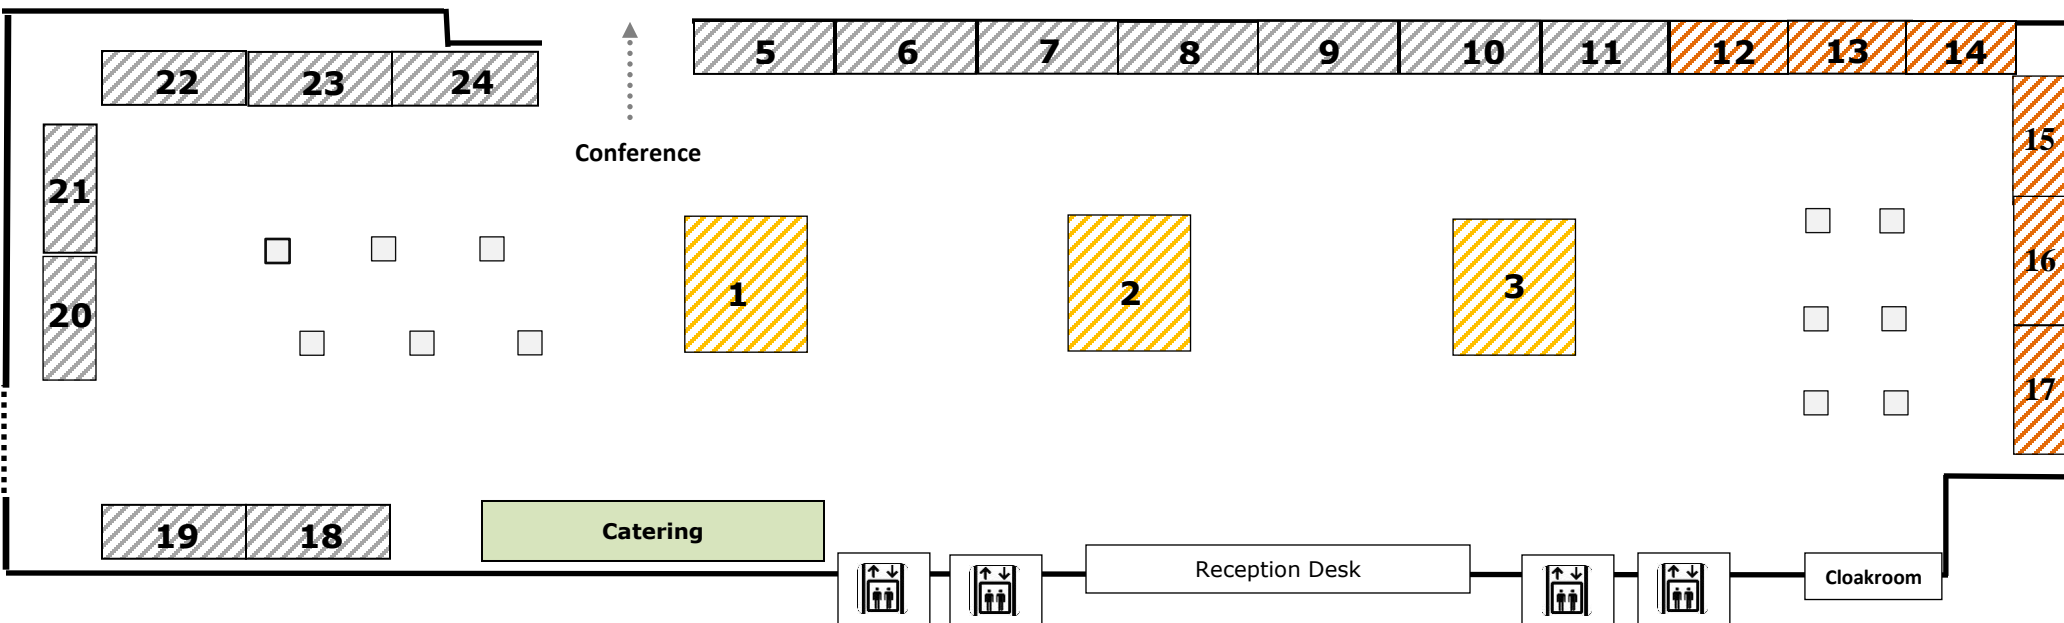 5 6 7 8 9 10 11 12 13 14
22 23 24
15
Conference
21
16
1 2 3
20
17
19 18
Catering
Reception Desk
Cloakroom